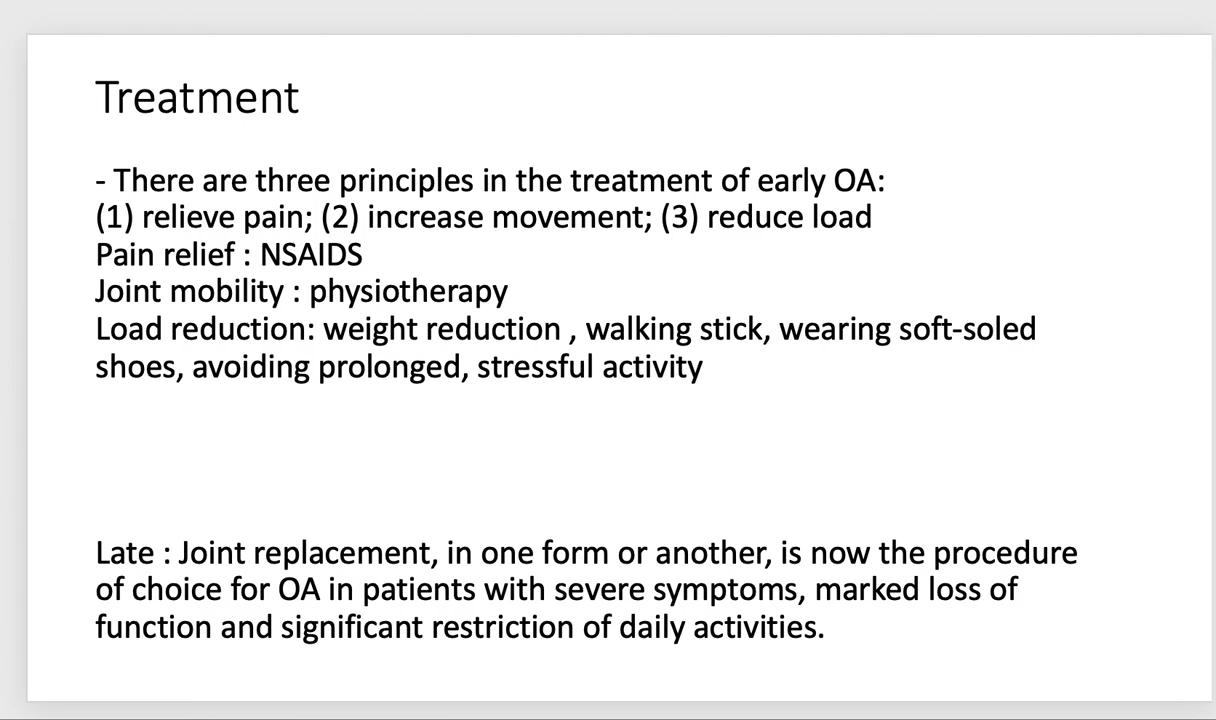 Treatment
- There are three principles in the treatment of early OA:
(1) relieve pain; (2) increase movement; (3) reduce load
Pain relief : NSAIDS
Joint mobility : physiotherapy
Load reduction: weight reduction , walking stick, wearing soft-soled
shoes, avoiding prolonged, stressful activity
Late : Joint replacement, in one form or another, is now the procedure
of choice for OA in patients with severe symptoms, marked loss of
function and significant restriction of daily activities.